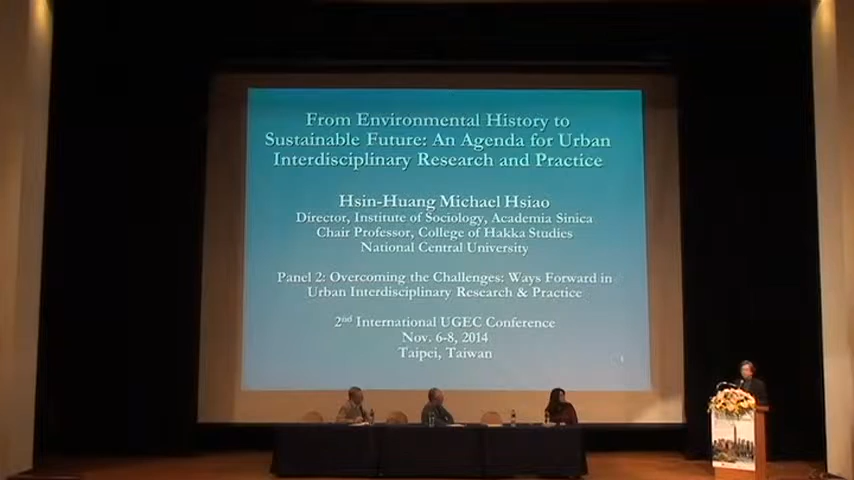 From Environmental History to
Sustainable Future: An Agenda for Urban
Interdisciplinary Research and Practice
Hsin-Huang Michael Hsiao
Director, Institute of Sociology, Academia Sinica
Chair Professor, College of Hakka Studies
National Central University
Panel 2: Overcoming the Challenges: Ways Forward in
Urban Interdisciplinary Research & Practice
2nd International UGEC Conference
Nov. 6-8, 2014
Taipei, Taiwan
1